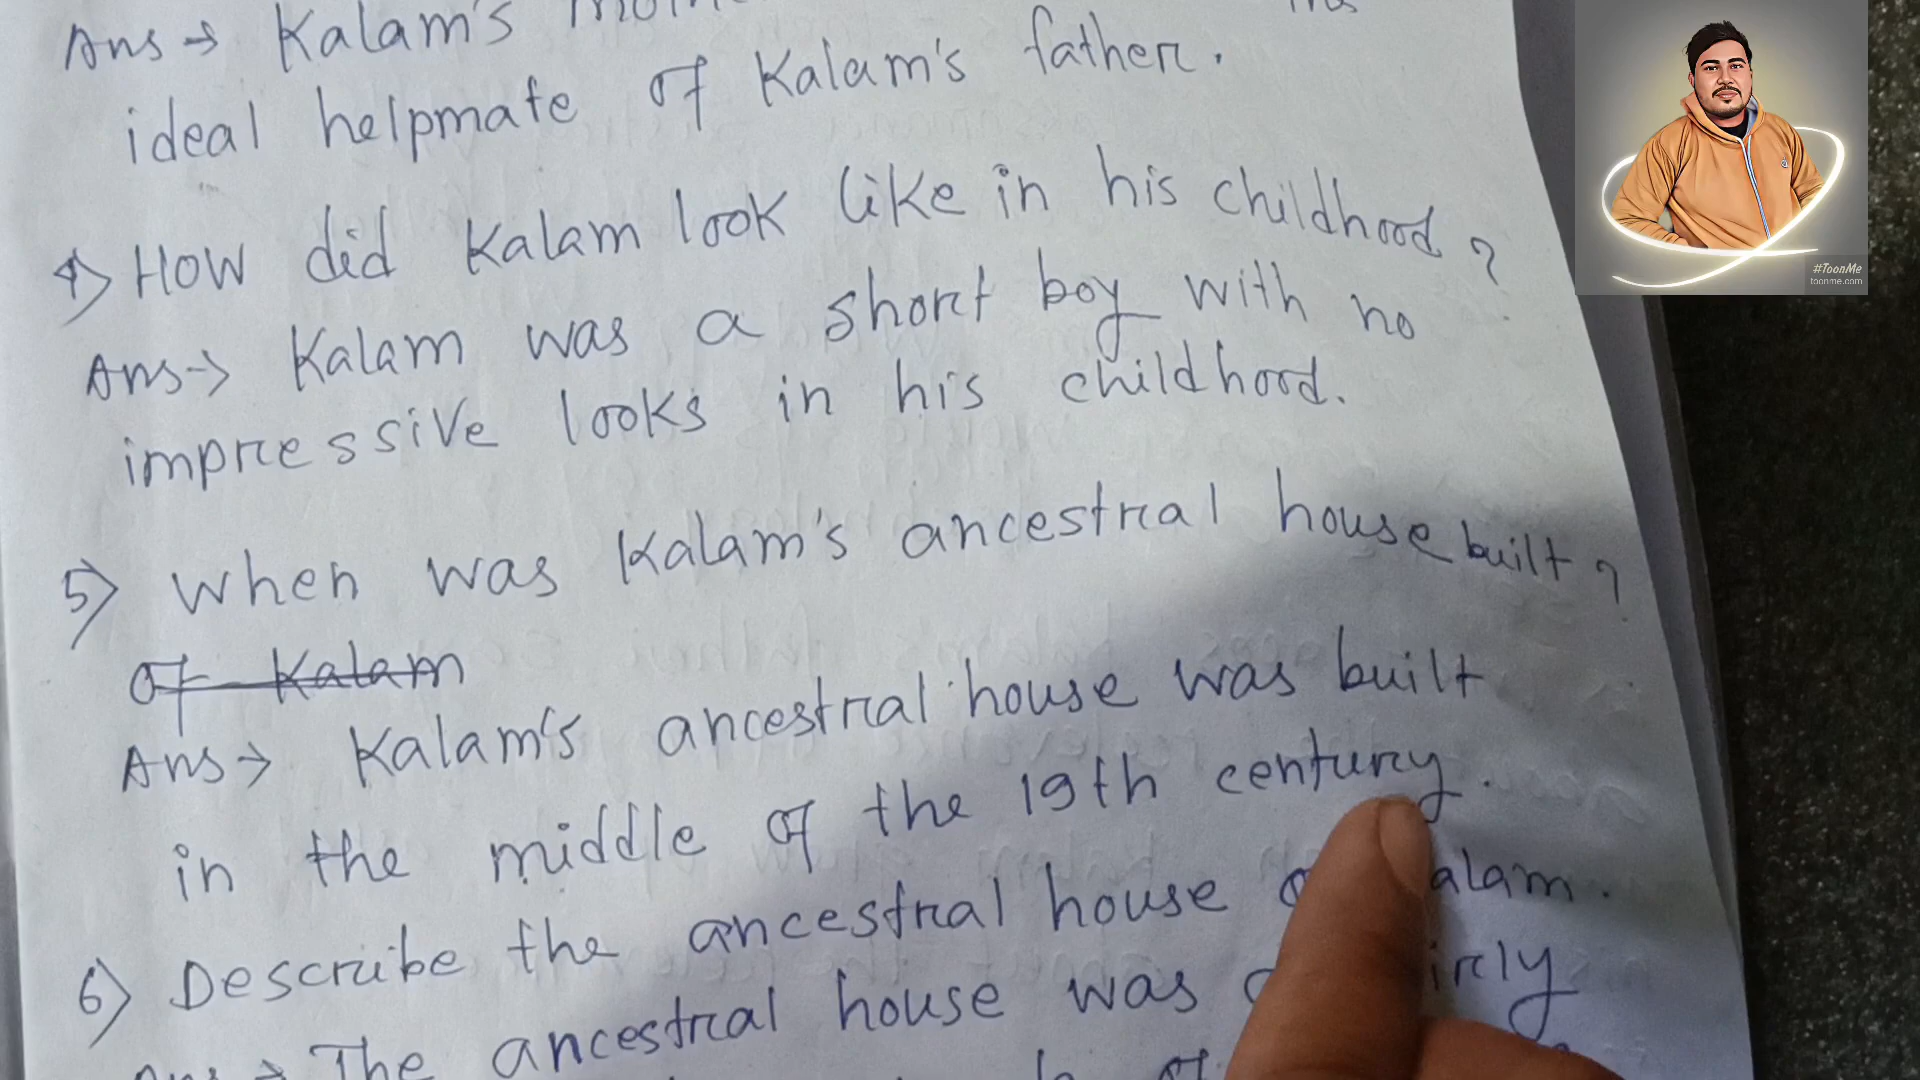 Ans → Kalam's
ideal helpmate of Kalam's father.
4) How did Kalam look like in his childhood?
Ans → Kalam was a short boy with no
impressive looks in his childhood.
5) When was Kalam's ancestral house built?
of Kalam
Ans → Kalam's ancestral house was built
in the middle of the 19th century.
6) Describe the ancestral house alam.
Ans → The ancestral house was irly
#ToonMe
toonme.com